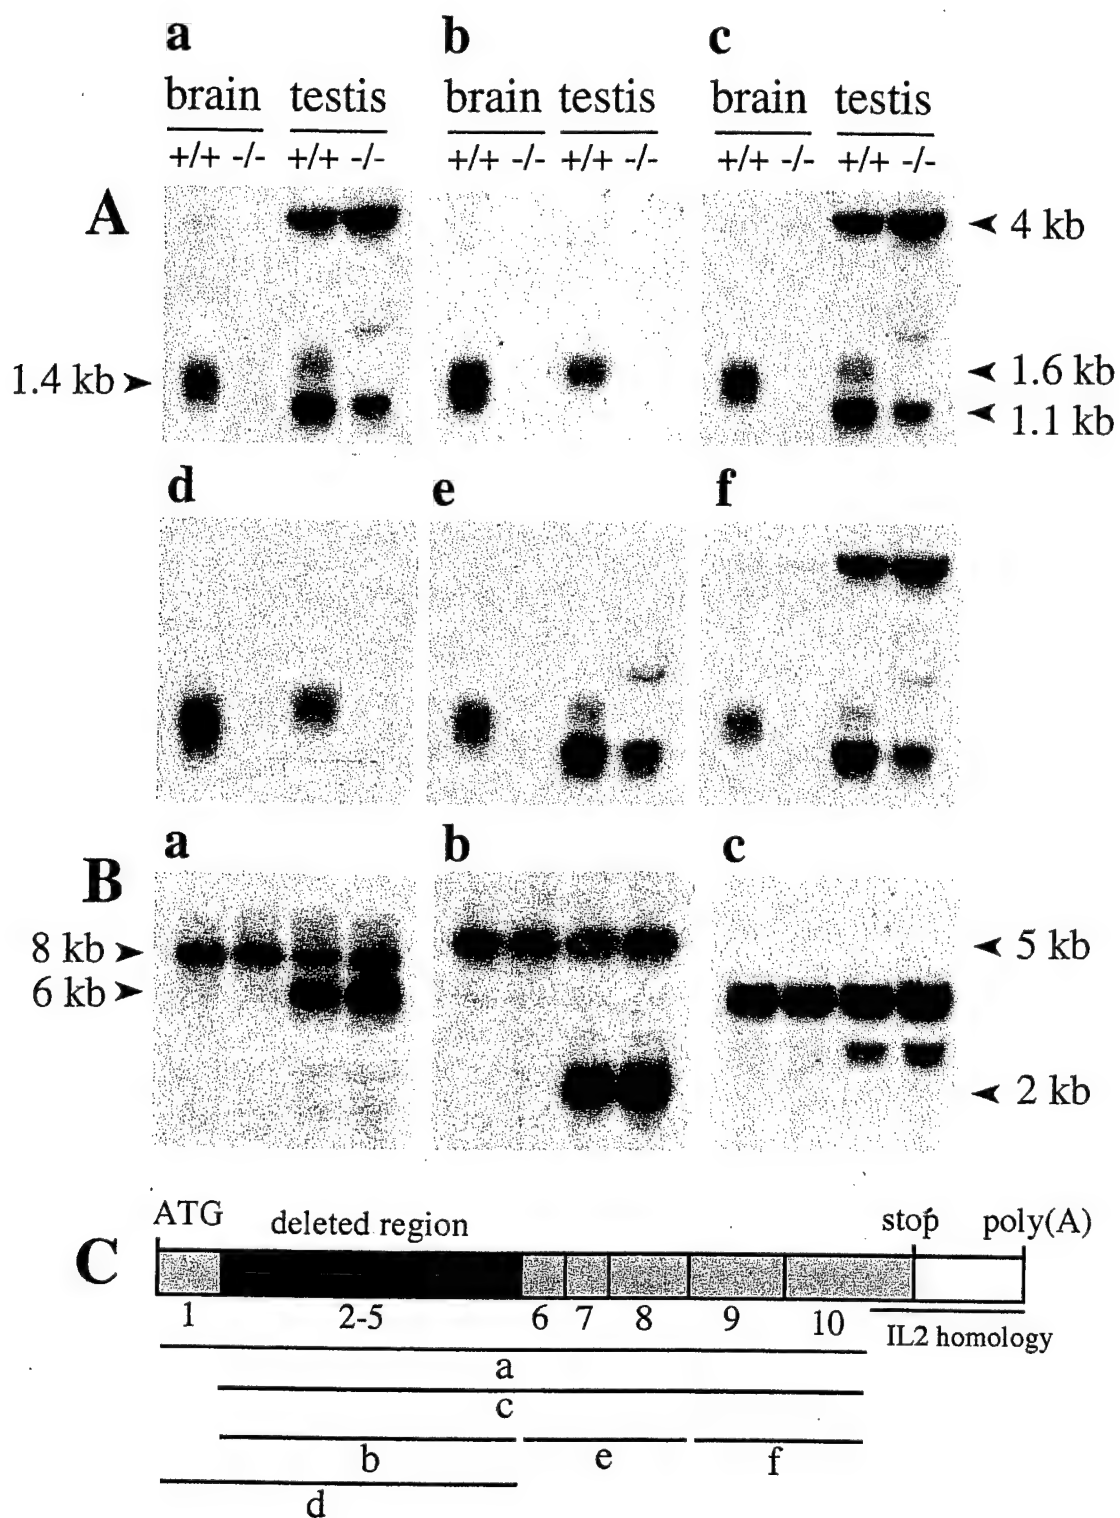 a b c
brain testis brain testis brain testis
+/+ -/- +/+ -/- +/+ -/- +/+ -/- +/+ -/- +/+ -/-
A
4 kb
1.4 kb
1.6 kb
1.1 kb
d e f
a b c
B
8 kb
5 kb
6 kb
2 kb
ATG deleted region stop poly(A)
C
1 2-5 6 7 8 9 10
IL2 homology
a
c
b e f
d